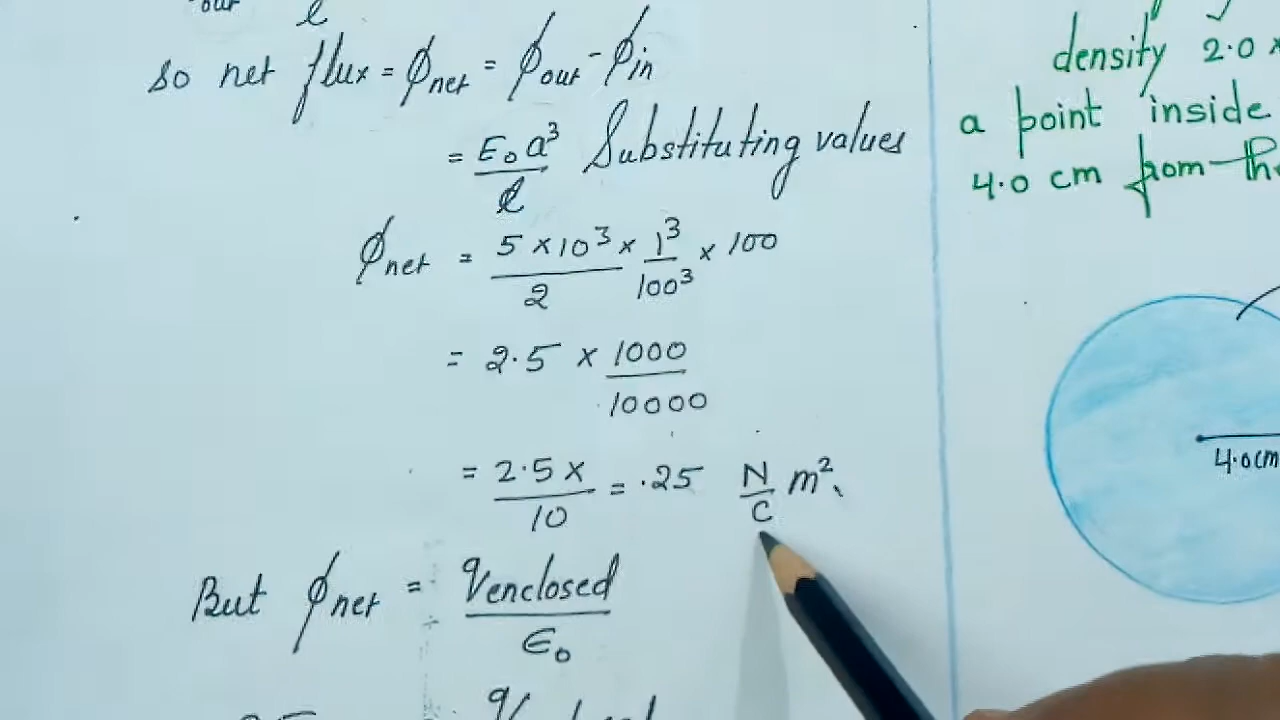 our l
so net flux = ϕnet = ϕout - ϕin
= E₀a³/l Substituting values
ϕnet = 5×10³/2 × 1³/100³ × 100
= 2.5 × 1000/10000
= 2.5 x/10 = .25 N/C m².
But ϕnet = qenclosed/ϵ₀
density 2.0 ×
a point inside
4.0 cm from the
4.0cm